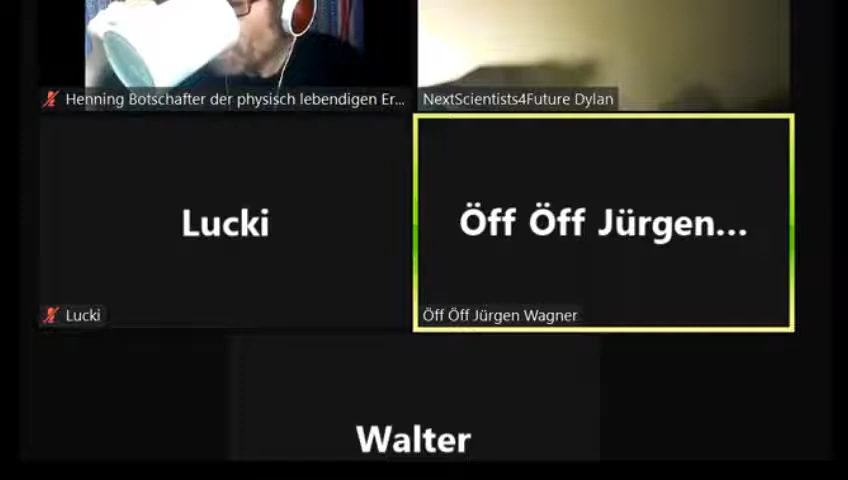 Henning Botschafter der physisch lebendigen Er...
NextScientists4Future Dylan
Lucki
Öff Öff Jürgen...
Lucki
Öff Öff Jürgen Wagner
Walter